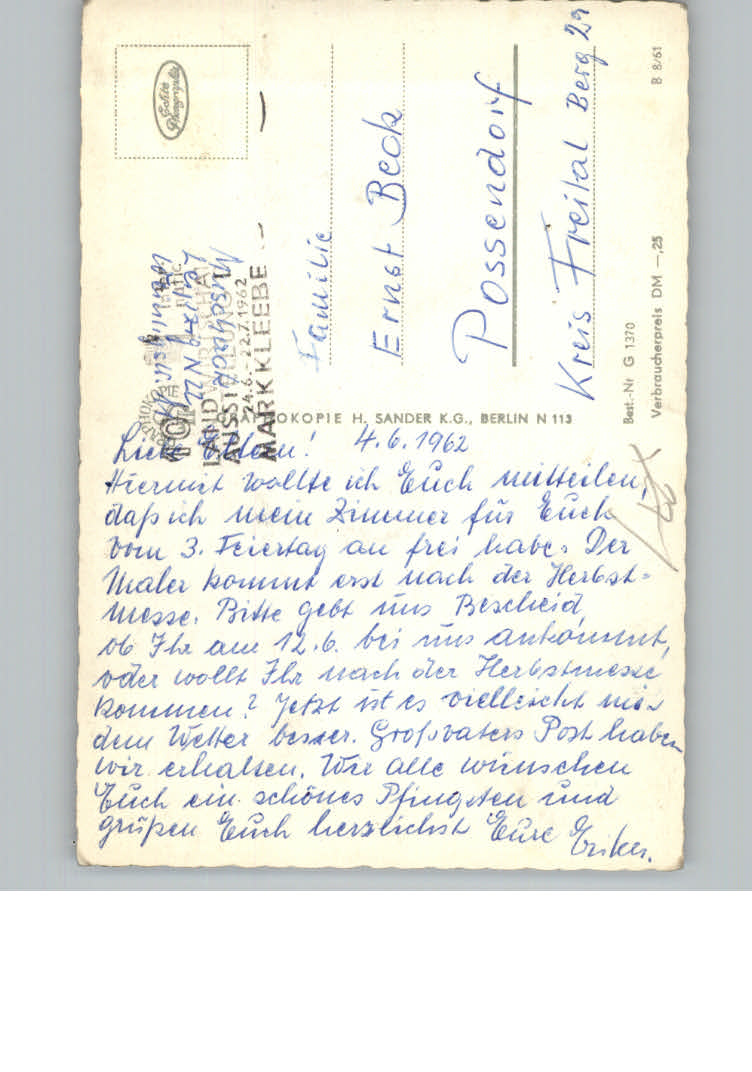 Liebe Eltern! 4.6.1962
Hiermit wollte ich Euch mitteilen,
daß ich mein Zimmer für Euch
vom 3. Feiertag an frei habe. Der
Maler kommt erst nach der Herbst-
messe. Bitte gebt uns Bescheid,
ob Ihr am 12.6. bei uns ankommt,
oder wollt Ihr nach der Herbstmesse
kommen? Jetzt ist es vielleicht mit
dem Wetter besser. Großvaters Post haben
wir erhalten. Wir alle wünschen
Euch ein schönes Pfingsten und
grüßen Euch herzlichst Eure Erika.
Echte Photographie
10
LANDWIRTSCHAFTS
AUSSTELLUNG
24.6.-22.7.1962
MARKKLEEBE
Leipzig N 22
Familie
Ernst Beck
Possendorf
Kreis Freital Berg 29
H. SANDER K.G., BERLIN N 113
Best.-Nr G 1370
Verbraucherpreis DM —,25
B 8/61